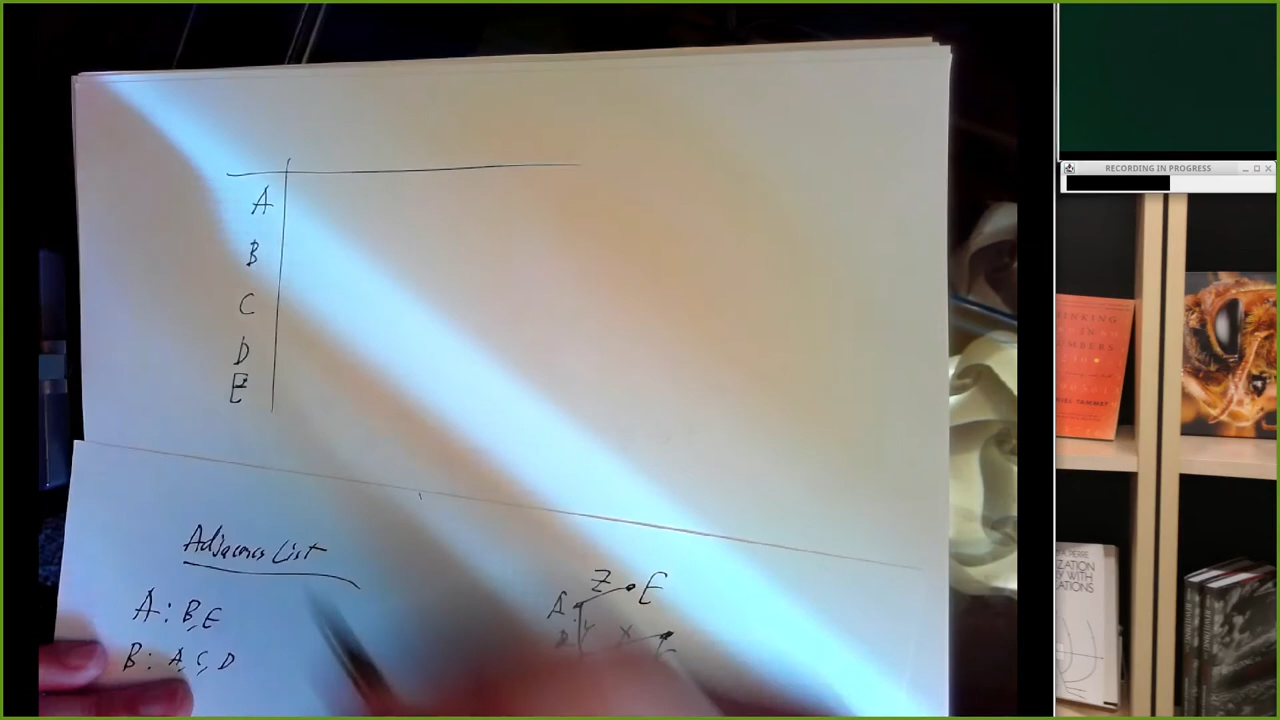 RECORDING IN PROGRESS
A
B
C
D
E
Adjacency List
A: B, E
B: A, C, D
Z
E
A
X